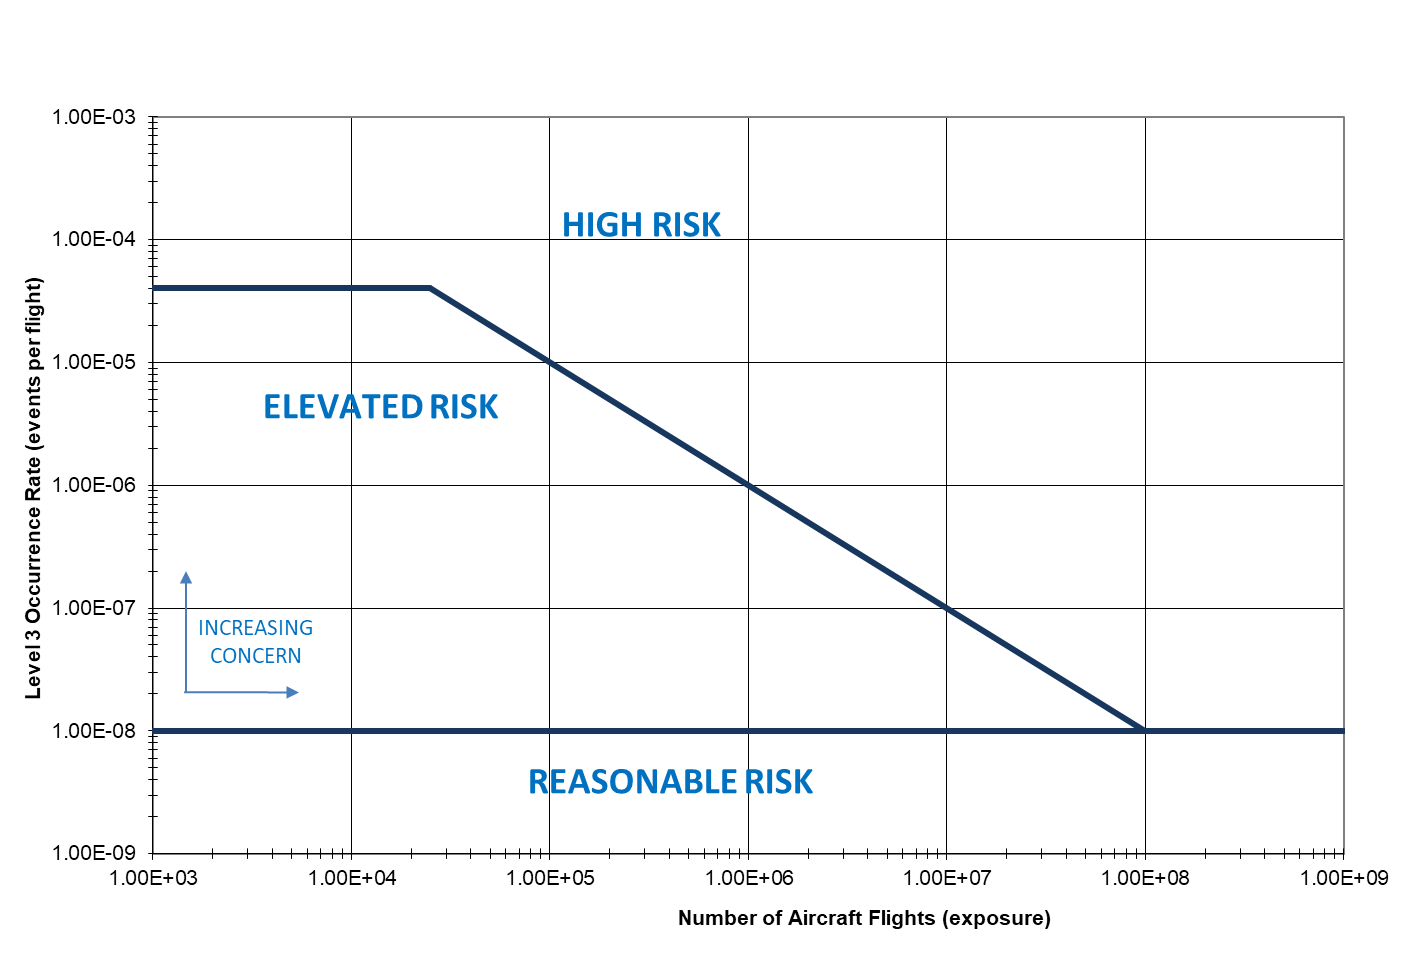 1.00E-03
HIGH RISK
1.00E-04
1.00E-05
ELEVATED RISK
1.00E-06
1.00E-07
INCREASING
CONCERN
1.00E-08
REASONABLE RISK
1.00E-09
Level 3 Occurrence Rate (events per flight)
1.00E+03 1.00E+04 1.00E+05 1.00E+06 1.00E+07 1.00E+08 1.00E+09
Number of Aircraft Flights (exposure)